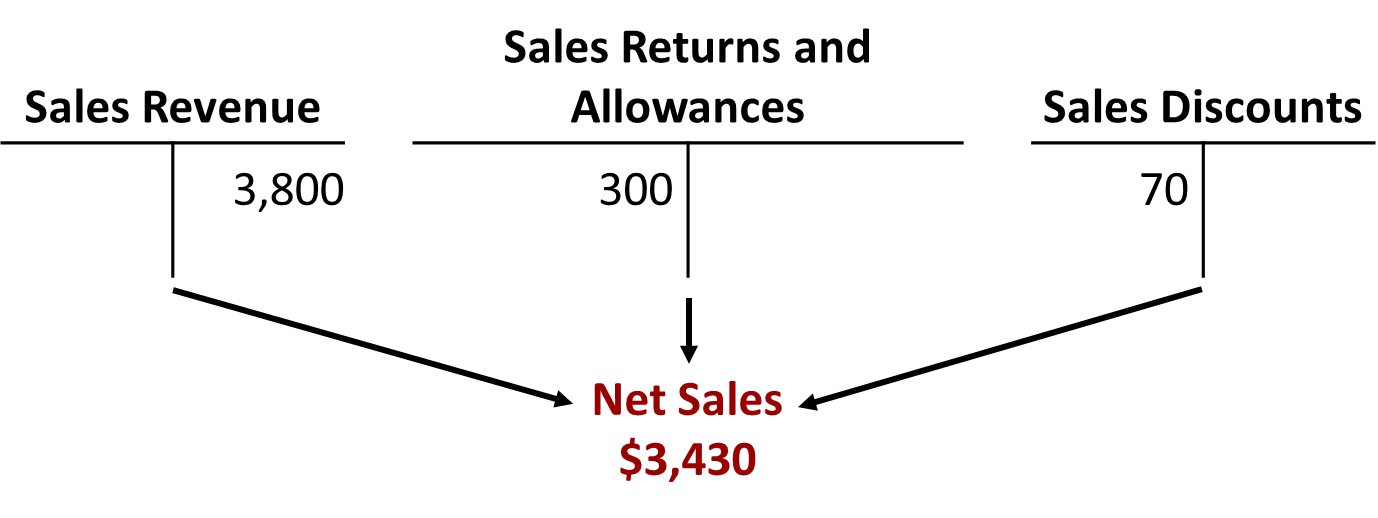 Sales Revenue
Sales Returns and
Allowances
Sales Discounts
3,800
300
70
Net Sales
$3,430